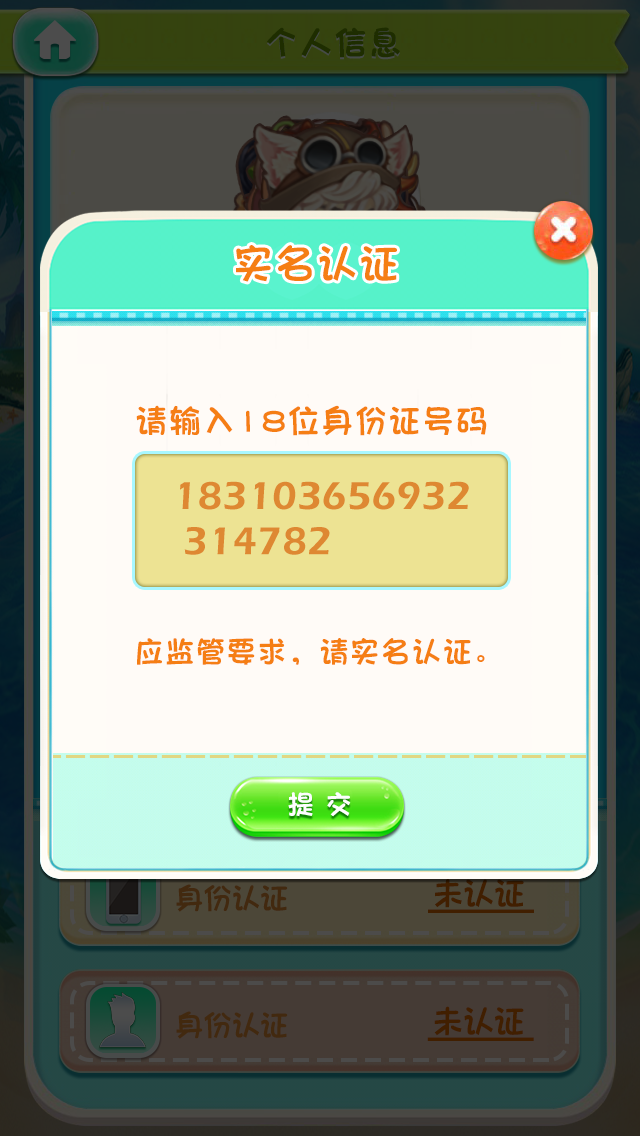 个人信息
实名认证
请输入18位身份证号码
183103656932
314782
应监管要求，请实名认证。
提交
身份认证 未认证
身份认证 未认证